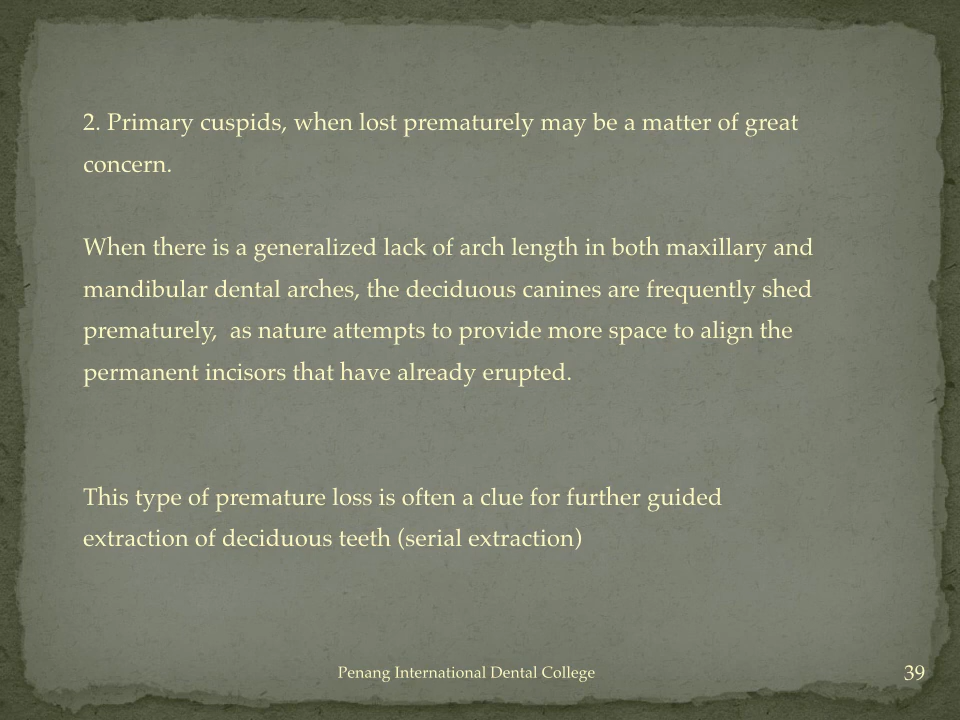 2. Primary cuspids, when lost prematurely may be a matter of great
concern.
When there is a generalized lack of arch length in both maxillary and
mandibular dental arches, the deciduous canines are frequently shed
prematurely,  as nature attempts to provide more space to align the
permanent incisors that have already erupted.
This type of premature loss is often a clue for further guided
extraction of deciduous teeth (serial extraction)
Penang International Dental College
39